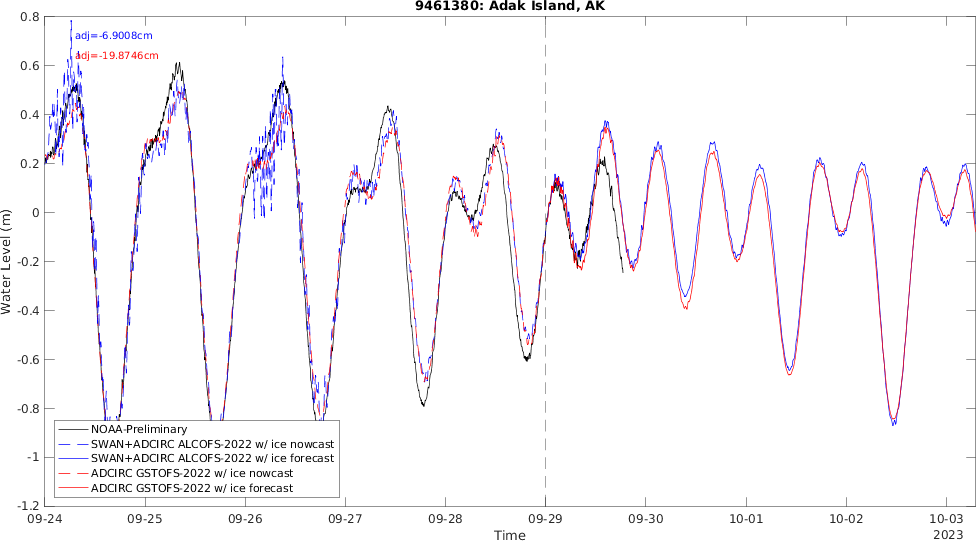 9461380: Adak Island, AK
adj=-6.9008cm
adj=-19.8746cm
Water Level (m)
0.8
0.6
0.4
0.2
0
-0.2
-0.4
-0.6
-0.8
-1
-1.2
NOAA-Preliminary
SWAN+ADCIRC ALCOFS-2022 w/ ice nowcast
SWAN+ADCIRC ALCOFS-2022 w/ ice forecast
ADCIRC GSTOFS-2022 w/ ice nowcast
ADCIRC GSTOFS-2022 w/ ice forecast
09-24 09-25 09-26 09-27 09-28 09-29 09-30 10-01 10-02 10-03
Time 2023